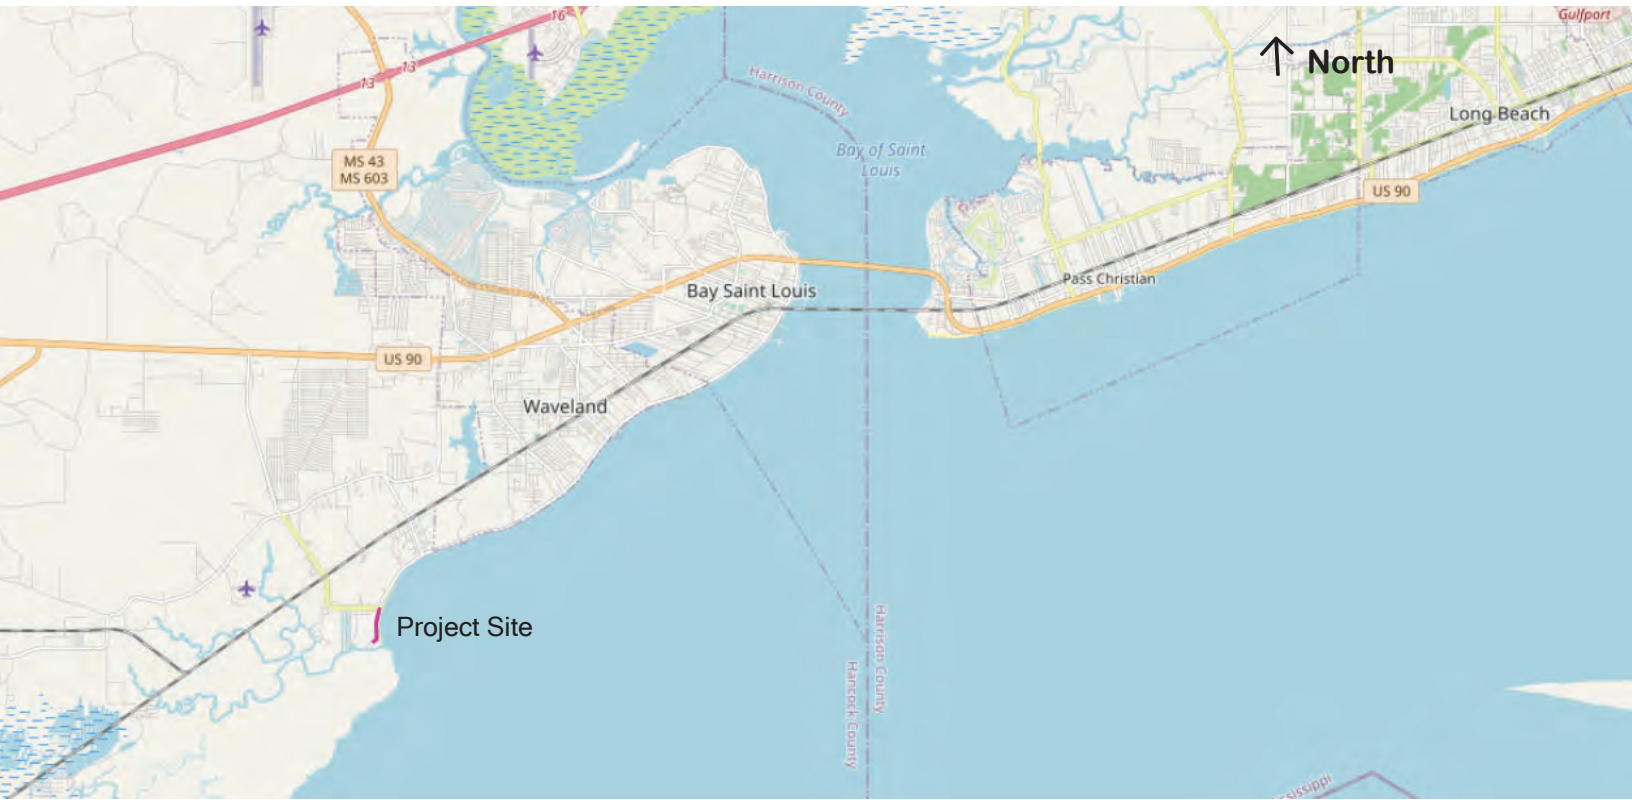 16
Gulfport
13
13
Harrison County
North
Long Beach
MS 43
MS 603
Bay of Saint
Louis
US 90
Pass Christian
Bay Saint Louis
US 90
Waveland
Project Site
Harrison County
Hancock County
sissippi